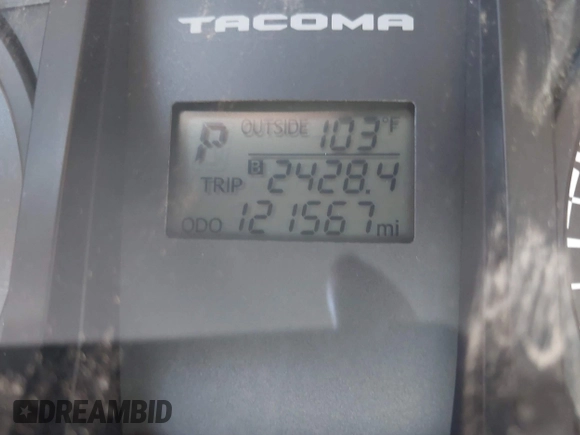 TACOMA
P OUTSIDE 103°F
TRIP B 2428.4
ODO 121567 mi
DREAMBID